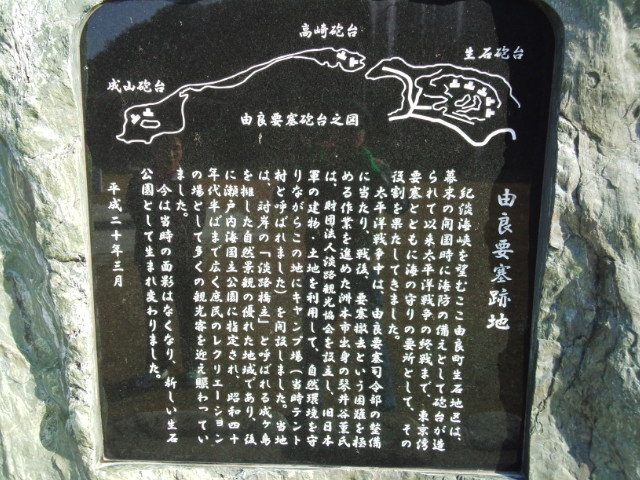 高崎砲台
生石砲台
成山砲台
由良要塞砲台之図
由良要塞跡地
紀淡海峡を望むここ由良町生石地区は、
幕末の開国時に海防の備えとして砲台が造
られて以来太平洋戦争の終戦まで、東京湾
要塞とともに海の守りの要所として、その
役割を果たしてきました。
太平洋戦争中は、由良要塞司令部の整備
に当たり、戦後、要塞撤去という困難を極
める作業を進めた洲本市出身の琴井谷薫氏
は、財団法人淡路観光協会を設立し、旧日本
軍の建物・土地を利用して、自然環境を守
りながらこの地にキャンプ場（当時テント
村と呼ばれました）を開設しました。当地
は、対岸の「淡路橋立」と呼ばれる成ヶ島
を擁した自然景観の優れた地域であり、後
に瀬戸内海国立公園に指定され、昭和四十
年代半ばまで広く庶民のレクリエーション
の場として多くの観光客を迎え賑わってい
ました。
今は当時の面影はなくなり、新しい生石
公園として生まれ変わりました。
平成二十年三月